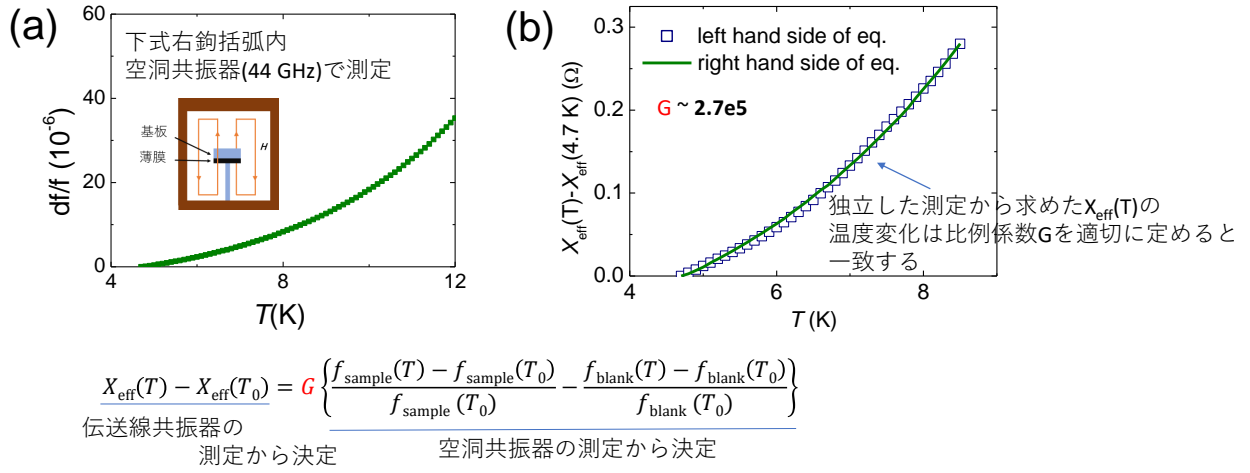 (a)
60
40
20
0
df/f (10⁻⁶)
下式右鉤括弧内
空洞共振器(44 GHz)で測定
基板
薄膜
H
4
8
12
T(K)
(b)
0.3
0.2
0.1
0.0
X_eff(T)-X_eff(4.7 K) (Ω)
left hand side of eq.
right hand side of eq.
G ~ 2.7e5
独立した測定から求めたX_eff(T)の
温度変化は比例係数Gを適切に定めると
一致する
4
6
8
T (K)
X_eff(T) − X_eff(T₀) = G { (f_sample(T) − f_sample(T₀)) / f_sample(T₀) − (f_blank(T) − f_blank(T₀)) / f_blank(T₀) }
伝送線共振器の
測定から決定
空洞共振器の測定から決定